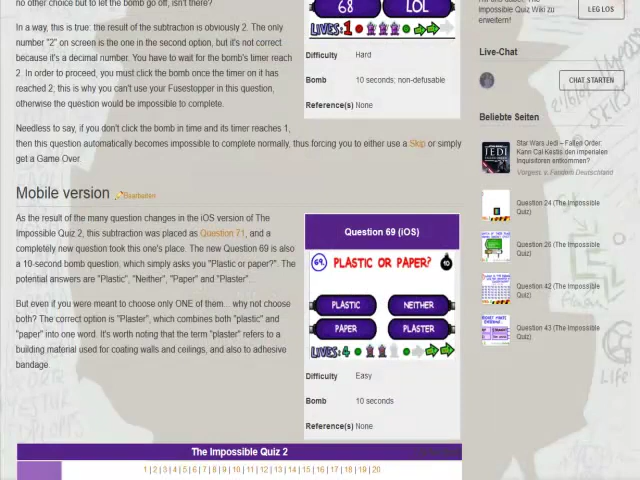 no other choice but to let the bomb go off, isn't there?
In a way, this is true: the result of the subtraction is obviously 2. The only
number "2" on screen is the one in the second option, but it's not correct
because it's a decimal number. You have to wait for the bomb's timer reach
2. In order to proceed, you must click the bomb once the timer on it has
reached 2; this is why you can't use your Fusestopper in this question,
otherwise the question would be impossible to complete.
Needless to say, if you don't click the bomb in time and its timer reaches 1,
then this question automatically becomes impossible to complete normally, thus forcing you to either use a Skip or simply
get a Game Over.
68
LOL
LIVES:1
Difficulty Hard
Bomb 10 seconds; non-defusable
Reference(s) None
Mobile version Bearbeiten
As the result of the many question changes in the iOS version of The
Impossible Quiz 2, this subtraction was placed as Question 71, and a
completely new question took this one's place. The new Question 69 is also
a 10-second bomb question, which simply asks you "Plastic or paper?". The
potential answers are "Plastic", "Neither", "Paper" and "Plaster".
But even if you were meant to choose only ONE of them... why not choose
both? The correct option is "Plaster", which combines both "plastic" and
"paper" into one word. It's worth noting that the term "plaster" refers to a
building material used for coating walls and ceilings, and also to adhesive
bandage.
Question 69 (iOS)
69. PLASTIC OR PAPER? 10
PLASTIC
NEITHER
PAPER
PLASTER
LIVES: 4
Difficulty Easy
Bomb 10 seconds
Reference(s) None
The Impossible Quiz 2
1 | 2 | 3 | 4 | 5 | 6 | 7 | 8 | 9 | 10 | 11 | 12 | 13 | 14 | 15 | 16 | 17 | 18 | 19 | 20
Impossible Quiz Wiki zu
erweitern!
LEG LOS
Live-Chat
CHAT STARTEN
Beliebte Seiten
JEDI
Star Wars Jedi – Fallen Order:
Kann Cal Kestis den imperialen
Inquisitoren entkommen?
Vorgest. v. Fandom Deutschland
Question 24 (The Impossible
Quiz)
Question 26 (The Impossible
Quiz)
Question 42 (The Impossible
Quiz)
Question 43 (The Impossible
Quiz)
Life